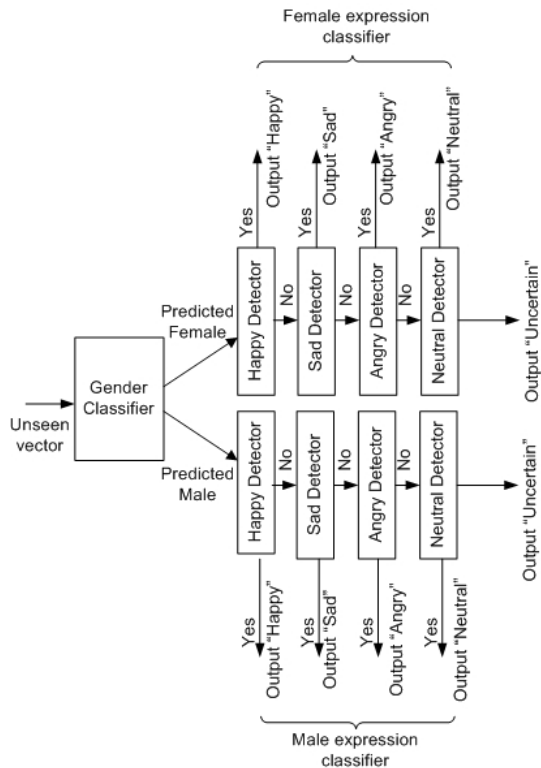 Female expression
classifier
Output “Happy”
Output “Sad”
Output “Angry”
Output “Neutral”
Yes
Yes
Yes
Yes
Predicted
Female
Happy Detector
No
Sad Detector
No
Angry Detector
No
Neutral Detector
Output “Uncertain”
Gender
Classifier
Unseen
vector
Predicted
Male
Happy Detector
No
Sad Detector
No
Angry Detector
No
Neutral Detector
Output “Uncertain”
Yes
Yes
Yes
Yes
Output “Happy”
Output “Sad”
Output “Angry”
Output “Neutral”
Male expression
classifier